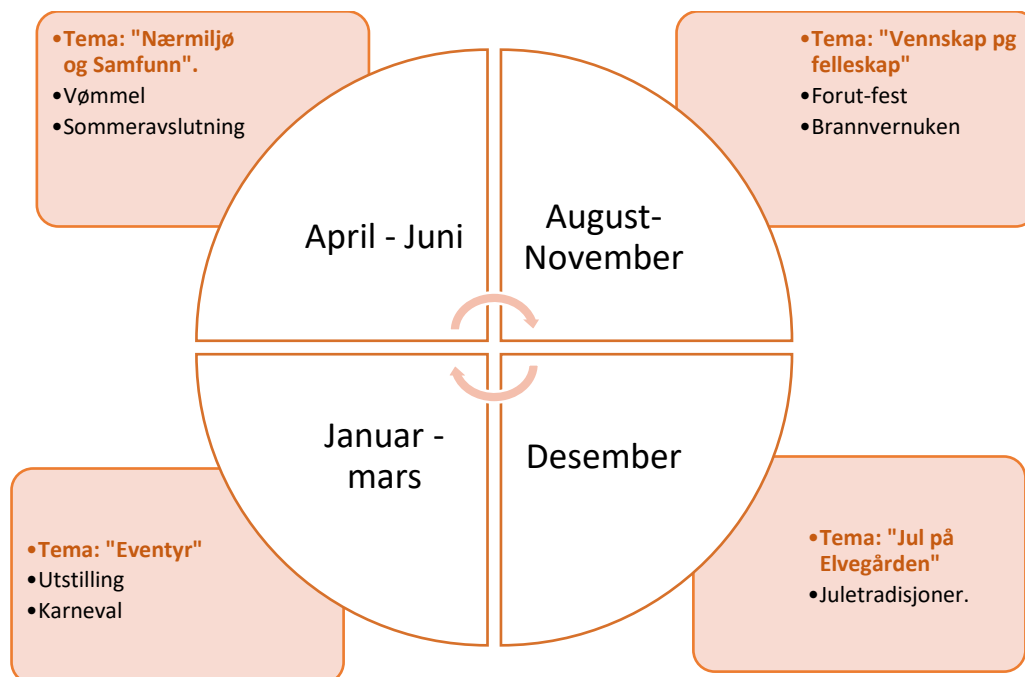 •Tema: "Nærmiljø
og Samfunn".
•Vømmel
•Sommeravslutning
•Tema: "Vennskap pg
felleskap"
•Forut-fest
•Brannvernuken
April - Juni
August-
November
Januar -
mars
Desember
•Tema: "Eventyr"
•Utstilling
•Karneval
•Tema: "Jul på
Elvegården"
•Juletradisjoner.